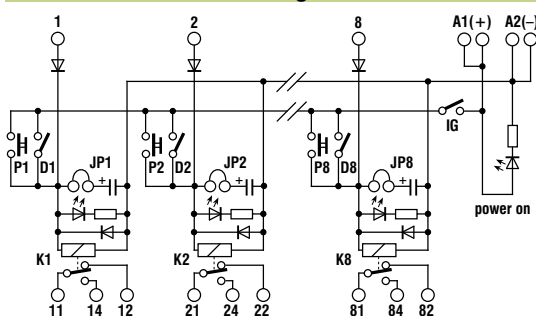 1 2 8 A1(+) A2(–)
IG
P1 D1 JP1 P2 D2 JP2 P8 D8 JP8
+ + +
power on
K1 K2 K8
11 14 12 21 24 22 81 84 82